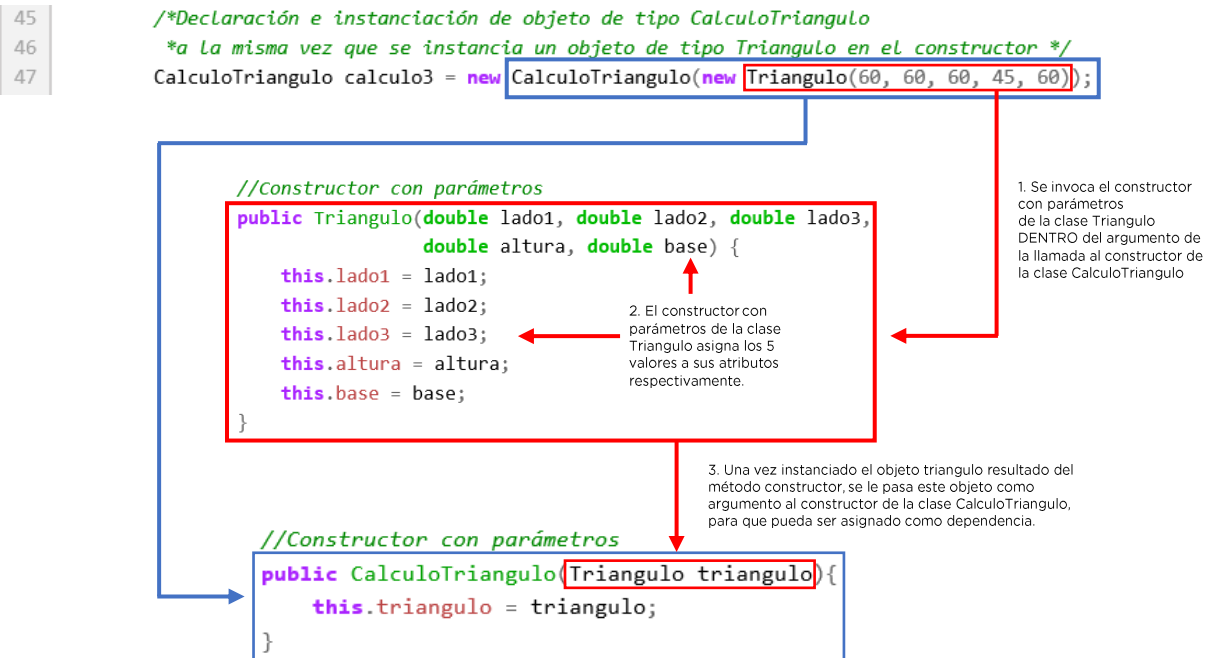 45 /*Declaración e instanciación de objeto de tipo CalculoTriangulo
46 *a la misma vez que se instancia un objeto de tipo Triangulo en el constructor */
47 CalculoTriangulo calculo3 = new CalculoTriangulo(new Triangulo(60, 60, 60, 45, 60));
//Constructor con parámetros
public Triangulo(double lado1, double lado2, double lado3,
double altura, double base) {
this.lado1 = lado1;
this.lado2 = lado2;
this.lado3 = lado3;
this.altura = altura;
this.base = base;
}
1. Se invoca el constructor
con parámetros
de la clase Triangulo
DENTRO del argumento de
la llamada al constructor de
la clase CalculoTriangulo
2. El constructor con
parámetros de la clase
Triangulo asigna los 5
valores a sus atributos
respectivamente.
3. Una vez instanciado el objeto triangulo resultado del
método constructor, se le pasa este objeto como
argumento al constructor de la clase CalculoTriangulo,
para que pueda ser asignado como dependencia.
//Constructor con parámetros
public CalculoTriangulo(Triangulo triangulo){
this.triangulo = triangulo;
}